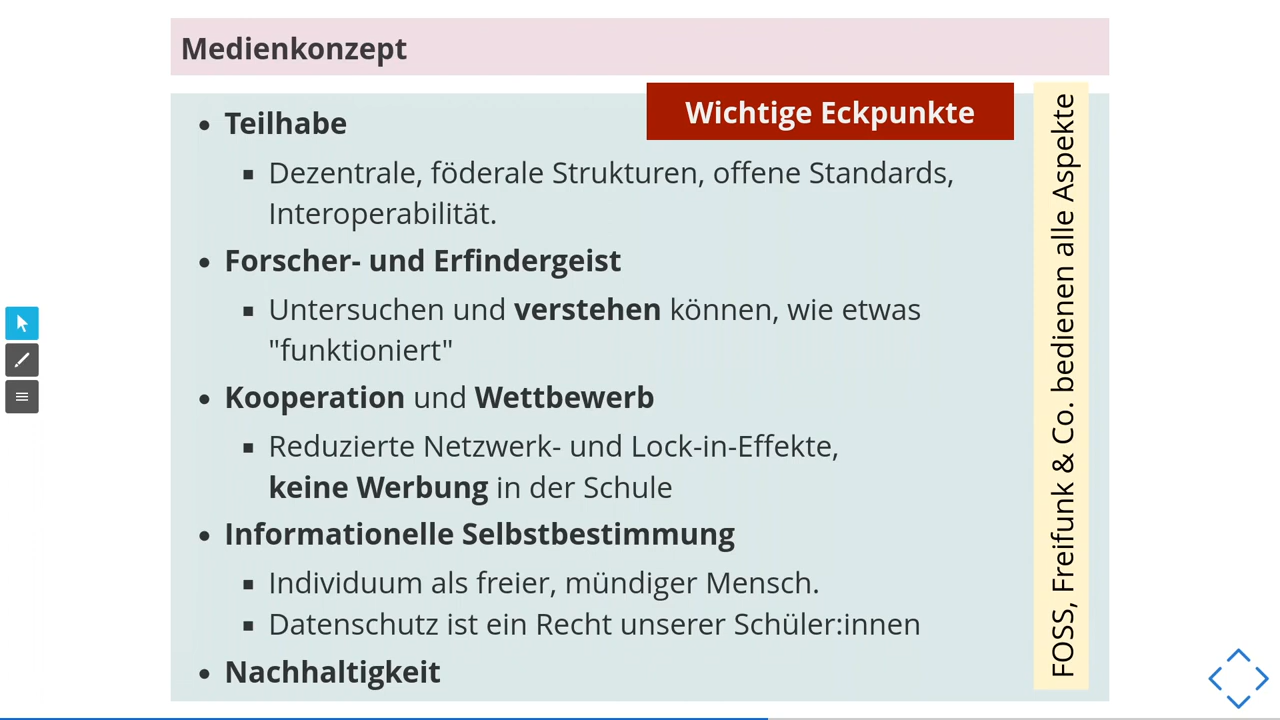 Medienkonzept
Wichtige Eckpunkte
Teilhabe
Dezentrale, föderale Strukturen, offene Standards,
Interoperabilität.
Forscher- und Erfindergeist
Untersuchen und verstehen können, wie etwas
"funktioniert"
Kooperation und Wettbewerb
Reduzierte Netzwerk- und Lock-in-Effekte,
keine Werbung in der Schule
Informationelle Selbstbestimmung
Individuum als freier, mündiger Mensch.
Datenschutz ist ein Recht unserer Schüler:innen
Nachhaltigkeit
FOSS, Freifunk & Co. bedienen alle Aspekte